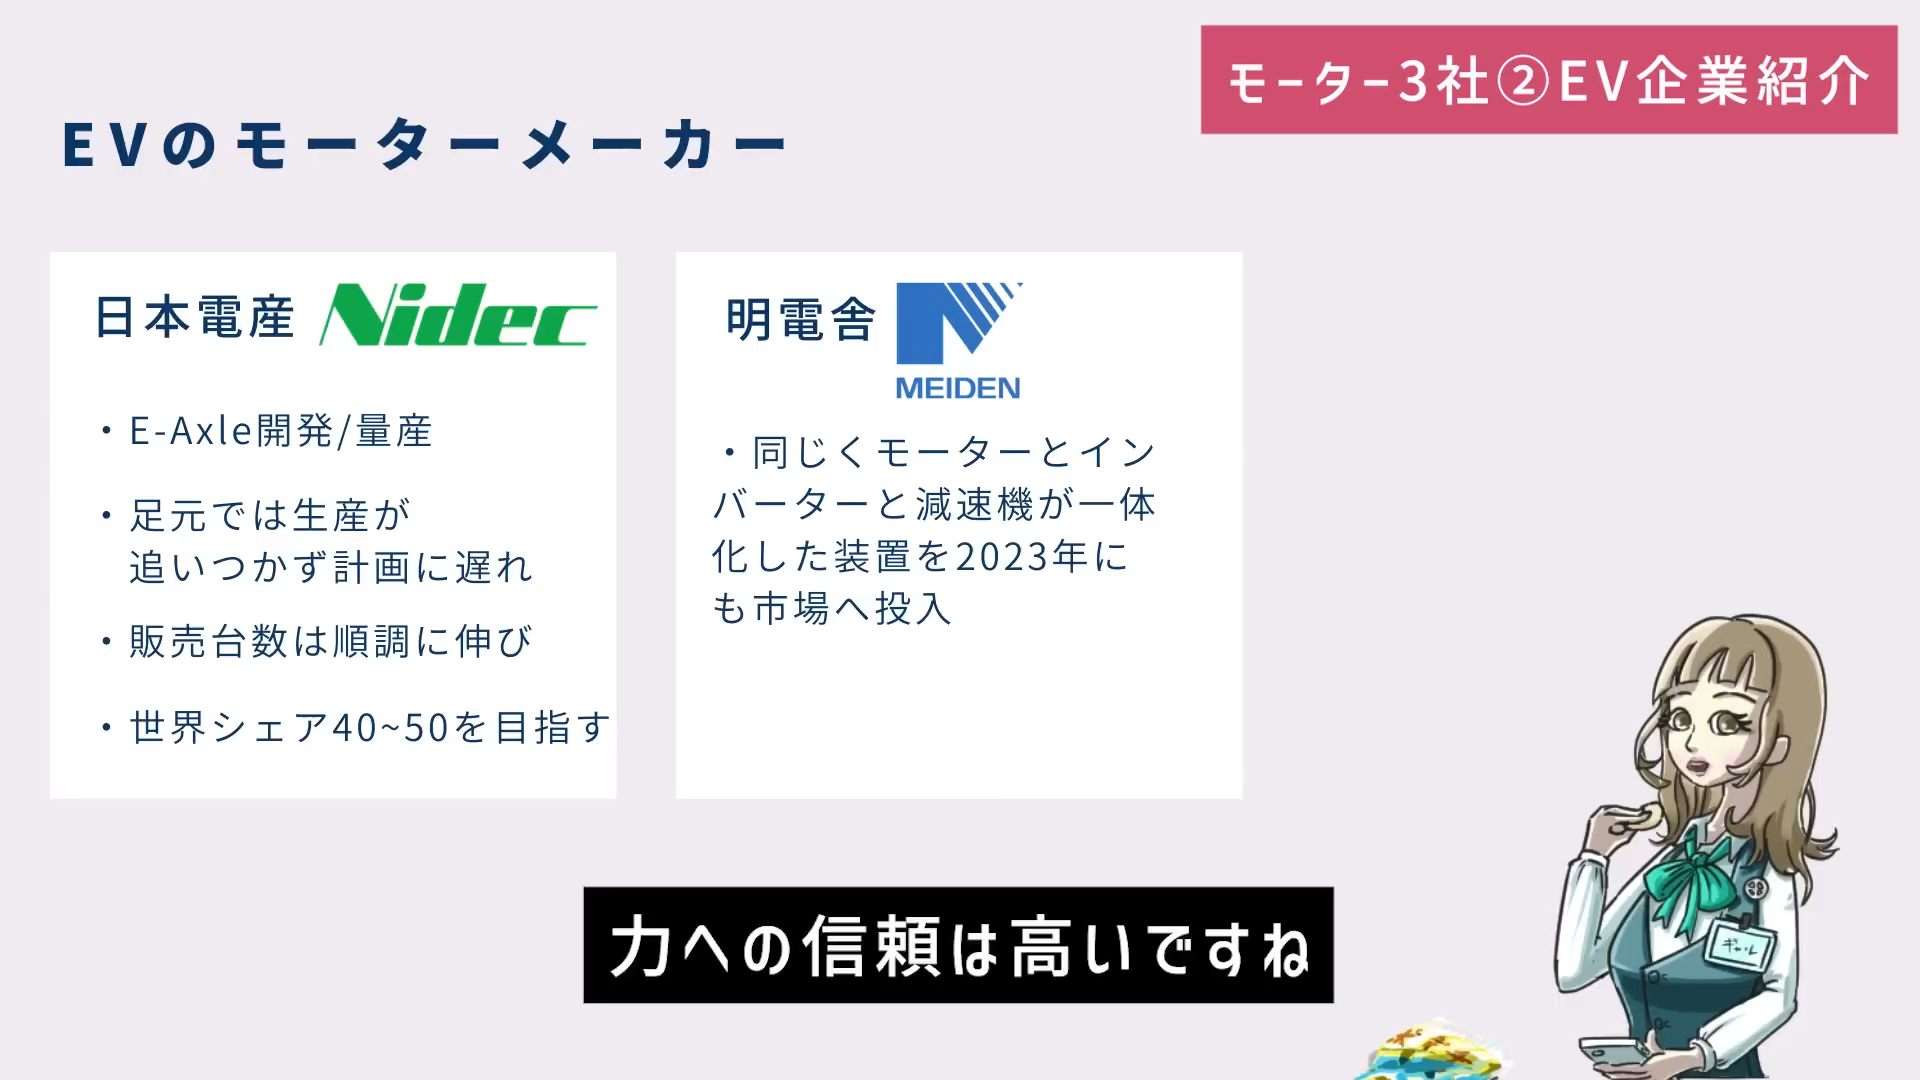 モーター3社②EV企業紹介
EVのモーターメーカー
日本電産 Nidec
・E-Axle開発/量産
・足元では生産が
追いつかず計画に遅れ
・販売台数は順調に伸び
・世界シェア40~50を目指す
明電舎
MEIDEN
・同じくモーターとイン
バーターと減速機が一体
化した装置を2023年に
も市場へ投入
力への信頼は高いですね
ギャル